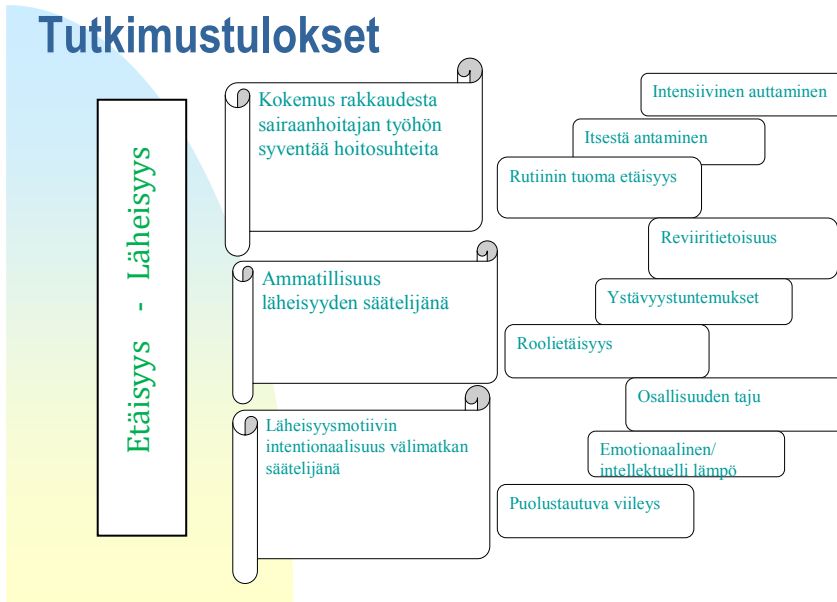 Tutkimustulokset
Etäisyys - Läheisyys
Kokemus rakkaudesta
sairaanhoitajan työhön
syventää hoitosuhteita
Intensiivinen auttaminen
Itsestä antaminen
Rutiinin tuoma etäisyys
Ammatillisuus
läheisyyden säätelijänä
Reviiritietoisuus
Ystävyystuntemukset
Roolietäisyys
Läheisyysmotiivin
intentionaalisuus välimatkan
säätelijänä
Osallisuuden taju
Emotionaalinen/
intellektuelli lämpö
Puolustautuva viileys